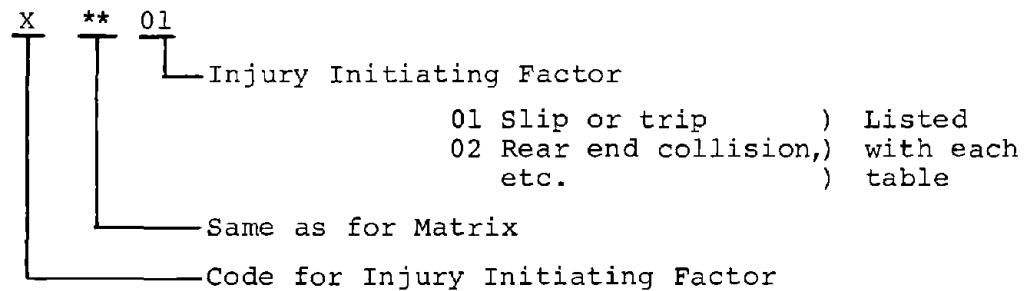 X ** 01
Injury Initiating Factor
01 Slip or trip ) Listed
02 Rear end collision,) with each
etc. ) table
Same as for Matrix
Code for Injury Initiating Factor